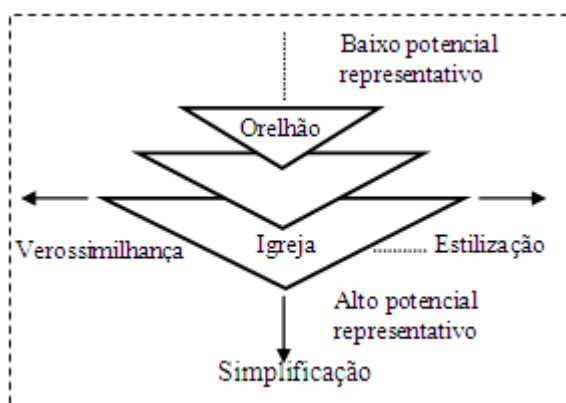 Baixo potencial
representativo
Orelhão
Verossimilhança
Igreja
Estilização
Alto potencial
representativo
Simplificação